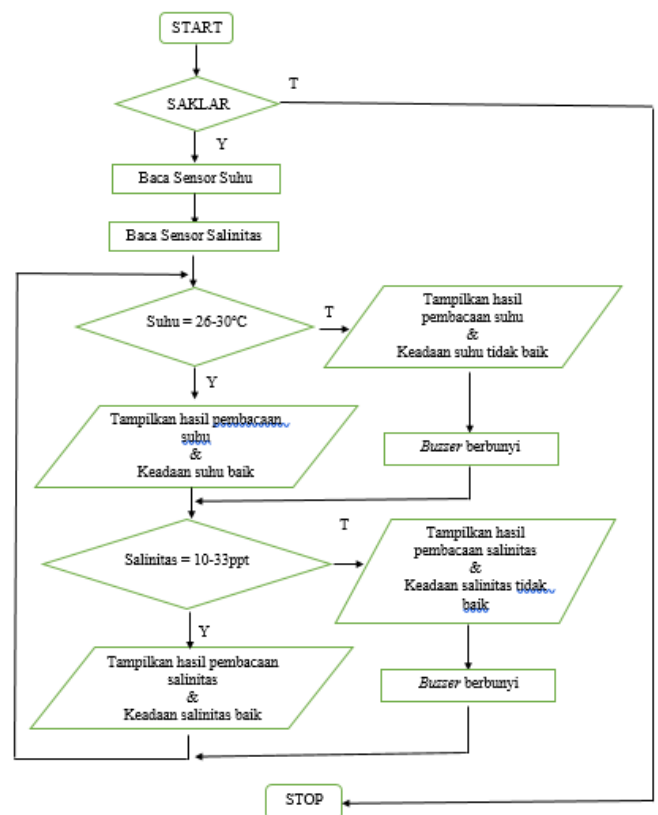 START
T
SAKLAR
Y
Baca Sensor Suhu
Baca Sensor Salinitas
Suhu = 26-30°C
T
Tampilkan hasil
pembacaan suhu
&
Keadaan suhu tidak baik
Y
Tampilkan hasil pembacaan
suhu
&
Keadaan suhu baik
Buzser berbunyi
Salinitas = 10-33ppt
T
Tampilkan hasil
pembacaan salinitas
&
Keadaan salinitas tidak
baik
Y
Tampilkan hasil pembacaan
salinitas
&
Keadaan salinitas baik
Buzser berbunyi
STOP